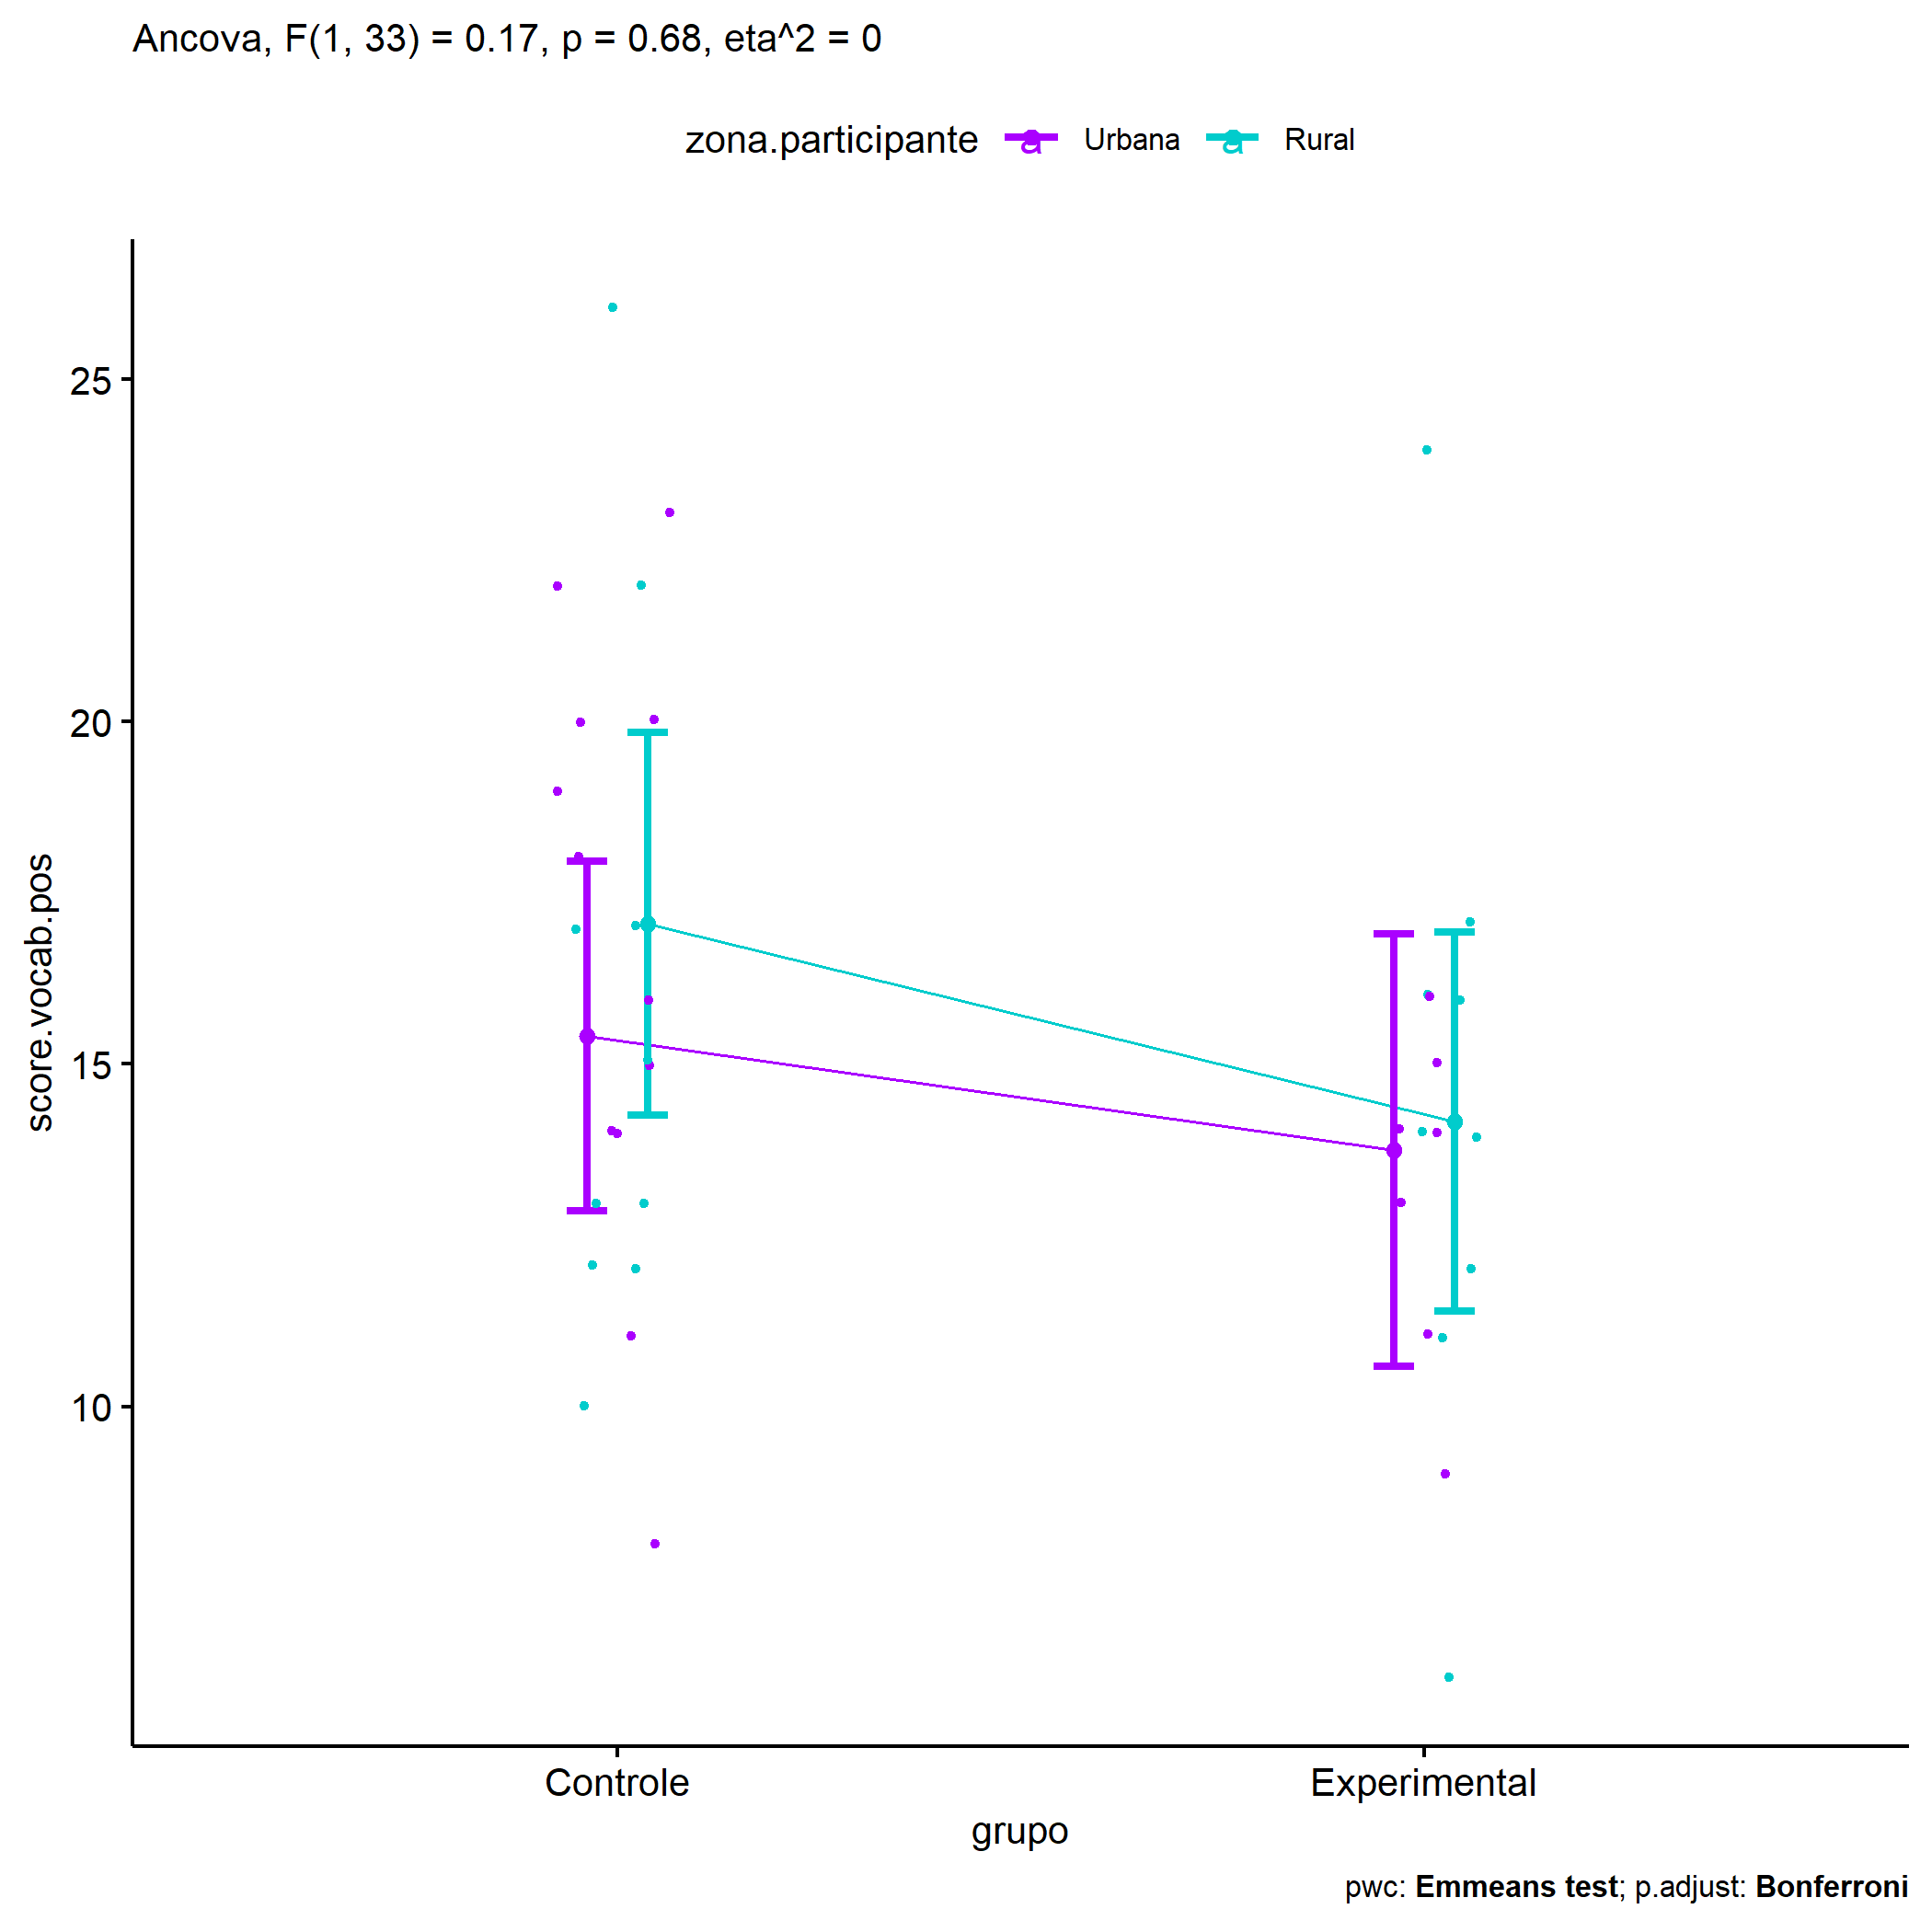 Ancova, F(1, 33) = 0.17, p = 0.68, eta^2 = 0
zona.participante a Urbana a Rural
25
20
15
10
score.vocab.pos
Controle Experimental
grupo
pwc: Emmeans test; p.adjust: Bonferroni